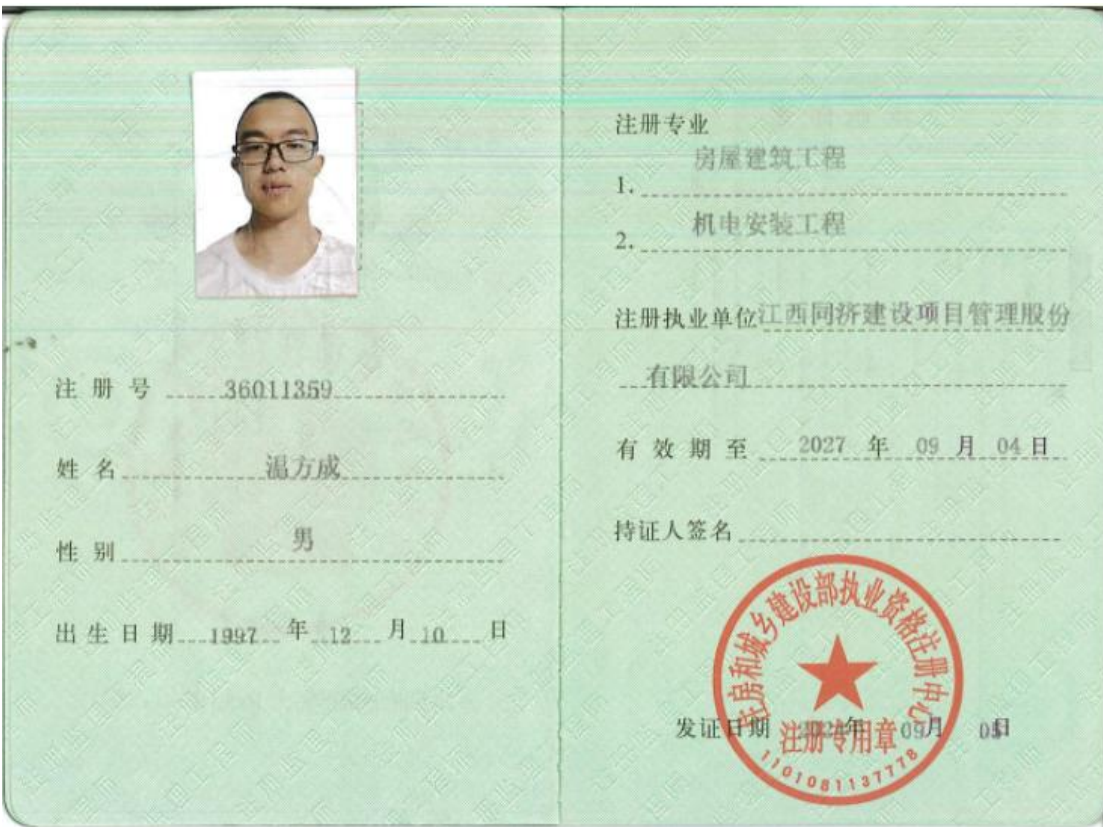 注册号 36011359
姓名 温方成
性别 男
出生日期 1997 年 12 月 10 日
注册专业
1. 房屋建筑工程
2. 机电安装工程
注册执业单位 江西同济建设项目管理股份
有限公司
有效期至 2027 年 09 月 04 日
持证人签名
住房和城乡建设部执业资格注册中心
发证日期 年 09 月 05 日
注册专用章
1101081137778